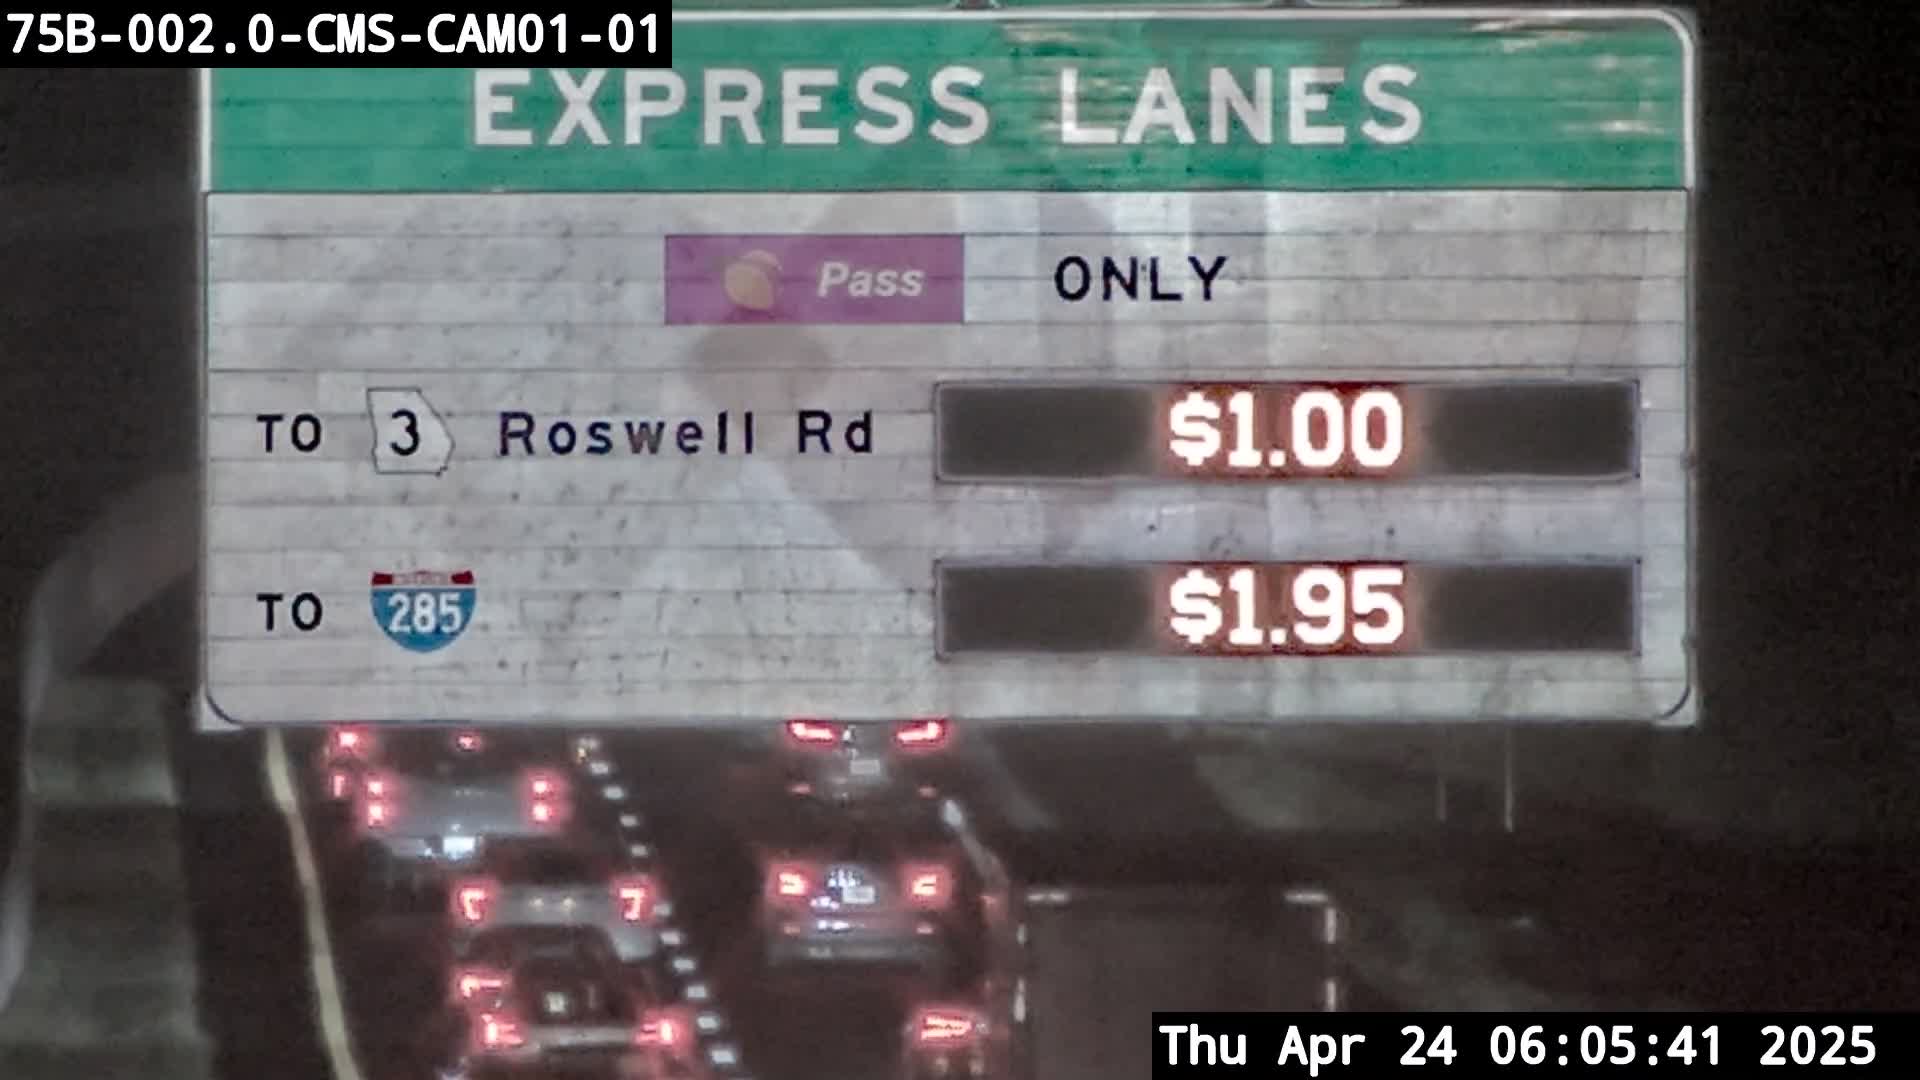 75B-002.0-CMS-CAM01-01
EXPRESS LANES
Pass ONLY
TO 3 Roswell Rd $1.00
TO 285 $1.95
Thu Apr 24 06:05:41 2025